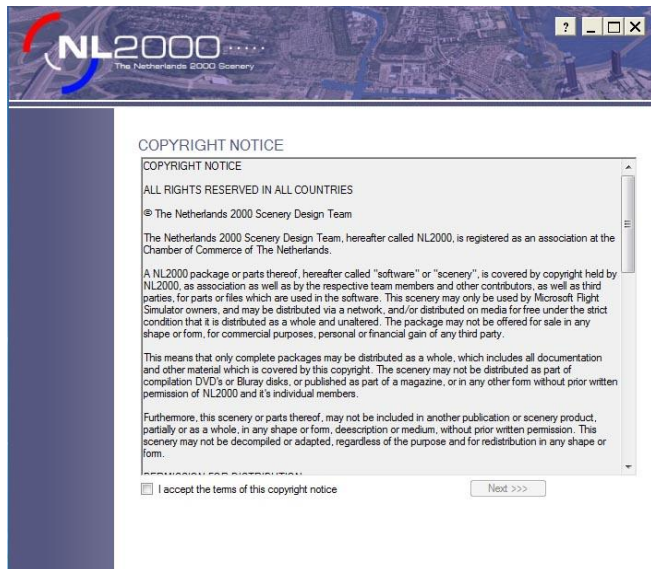 ?
NL2000
The Netherlands 2000 Scenery
COPYRIGHT NOTICE
COPYRIGHT NOTICE
ALL RIGHTS RESERVED IN ALL COUNTRIES
© The Netherlands 2000 Scenery Design Team
The Netherlands 2000 Scenery Design Team, hereafter called NL2000, is registered as an association at the
Chamber of Commerce of The Netherlands.
A NL2000 package or parts thereof, hereafter called "software" or "scenery", is covered by copyright held by
NL2000, as association as well as by the respective team members and other contributors, as well as third
parties, for parts or files which are used in the software. This scenery may only be used by Microsoft Flight
Simulator owners, and may be distributed via a network, and/or distributed on media for free under the strict
condition that it is distributed as a whole and unaltered. The package may not be offered for sale in any
shape or form, for commercial purposes, personal or financial gain of any third party.
This means that only complete packages may be distributed as a whole, which includes all documentation
and other material which is covered by this copyright. The scenery may not be distributed as part of
compilation DVD's or Bluray disks, or published as part of a magazine, or in any other form without prior written
permission of NL2000 and it's individual members.
Furthermore, this scenery or parts thereof, may not be included in another publication or scenery product,
partially or as a whole, in any shape or form, deescription or medium, without prior written permission. This
scenery may not be decompiled or adapted, regardless of the purpose and for redistribution in any shape or
form.
PERMISSION FOR DISTRIBUTION
I accept the terms of this copyright notice
Next >>>